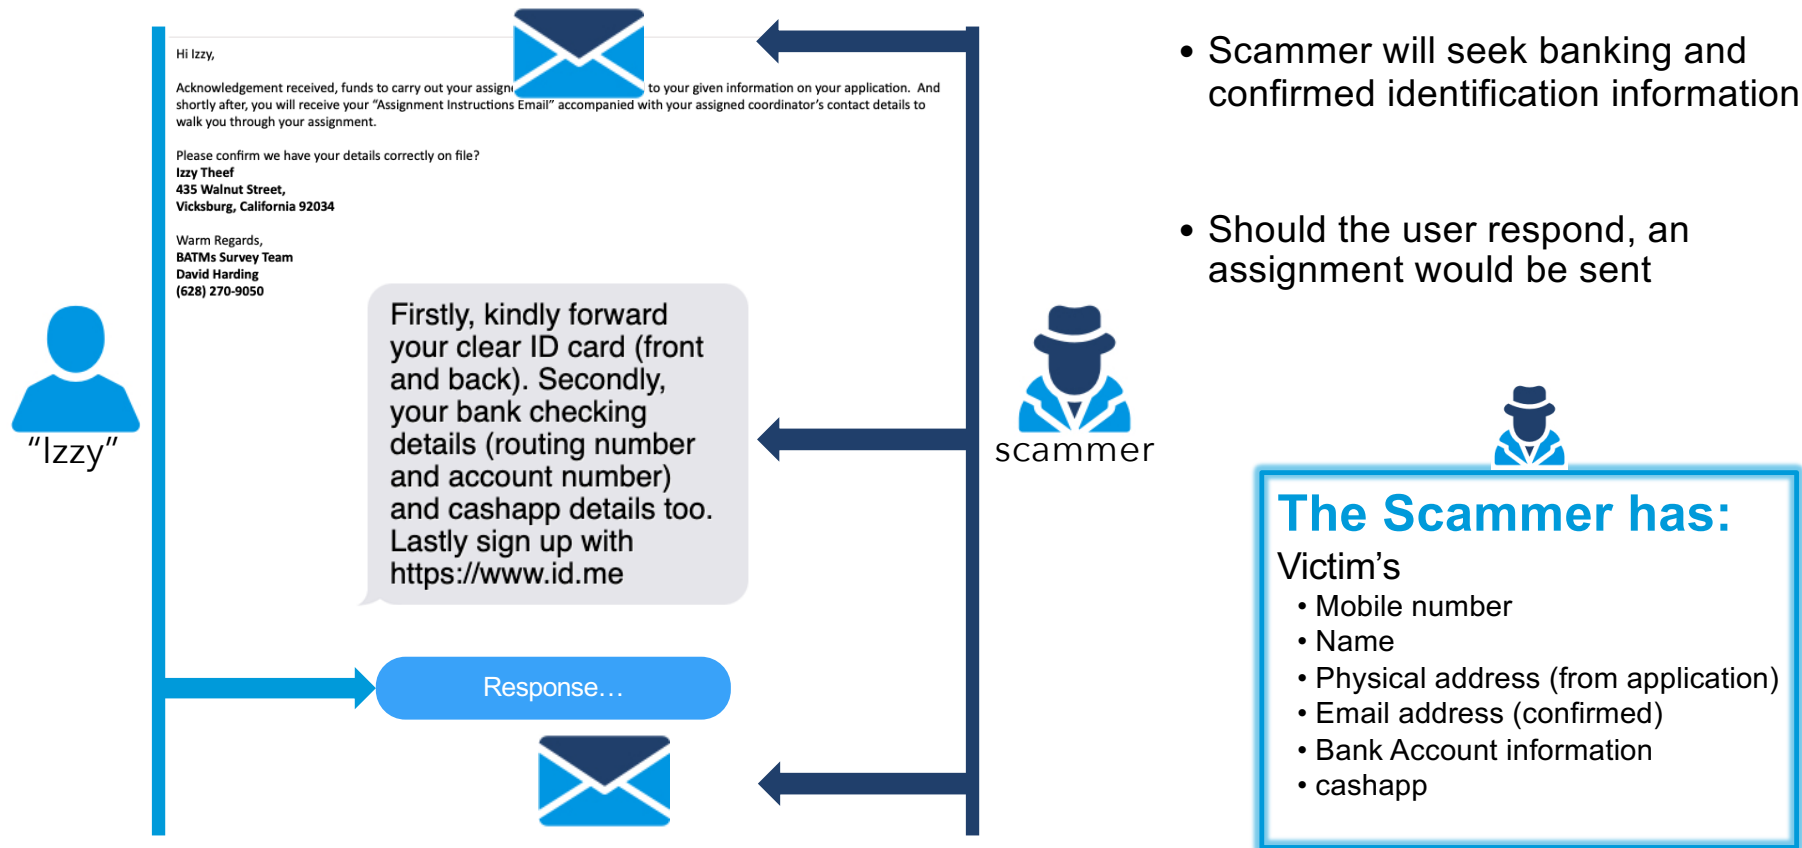 Hi Izzy,
Acknowledgement received, funds to carry out your assign to your given information on your application. And
shortly after, you will receive your “Assignment Instructions Email” accompanied with your assigned coordinator’s contact details to
walk you through your assignment.
Please confirm we have your details correctly on file?
Izzy Theef
435 Walnut Street,
Vicksburg, California 92034
Warm Regards,
BATMs Survey Team
David Harding
(628) 270-9050
Firstly, kindly forward
your clear ID card (front
and back). Secondly,
your bank checking
details (routing number
and account number)
and cashapp details too.
Lastly sign up with
https://www.id.me
Response...
"Izzy"
scammer
• Scammer will seek banking and
confirmed identification information
• Should the user respond, an
assignment would be sent
The Scammer has:
Victim’s
• Mobile number
• Name
• Physical address (from application)
• Email address (confirmed)
• Bank Account information
• cashapp